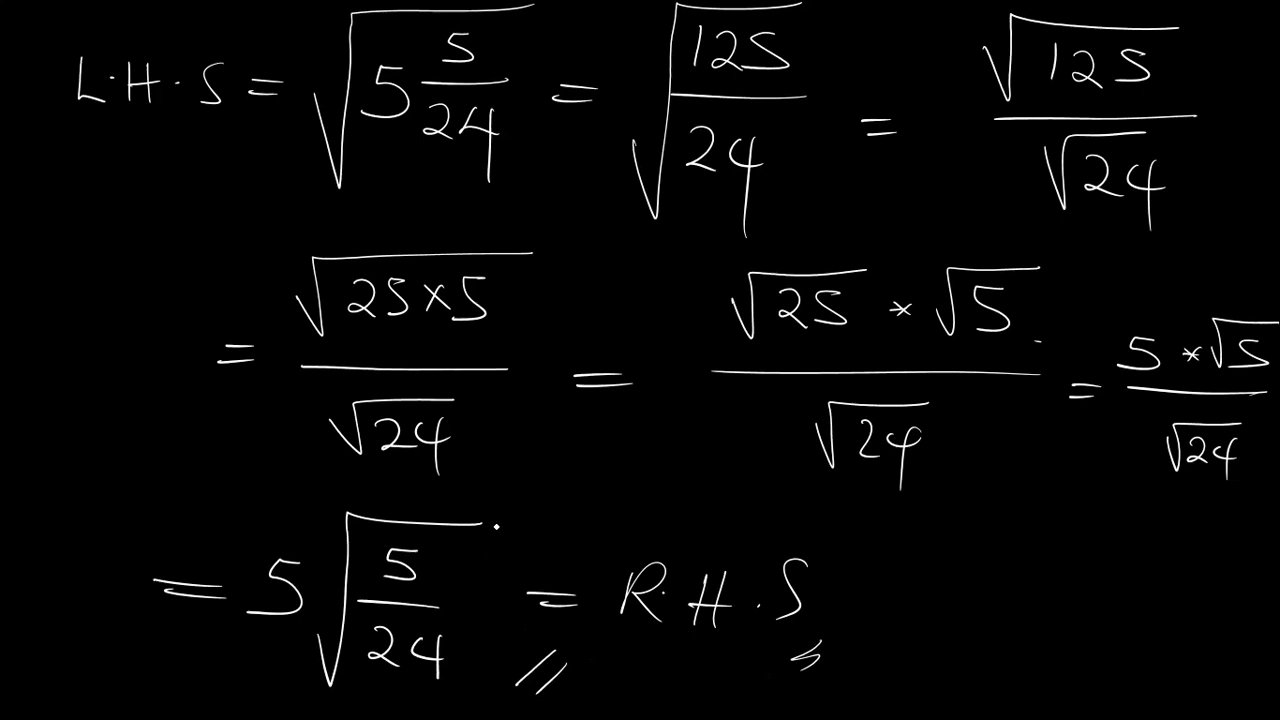 L.H.S = √(5 5/24) = √(125/24) = √125/√24
= √(25×5)/√24 = √25 * √5/√24 = 5 * √5/√24
= 5√(5/24) = R.H.S